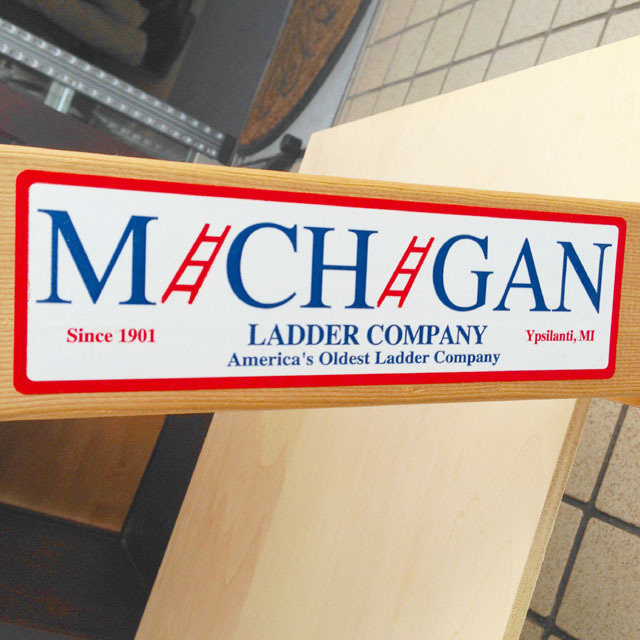 MICHIGAN
Since 1901
LADDER COMPANY
Ypsilanti, MI
America's Oldest Ladder Company